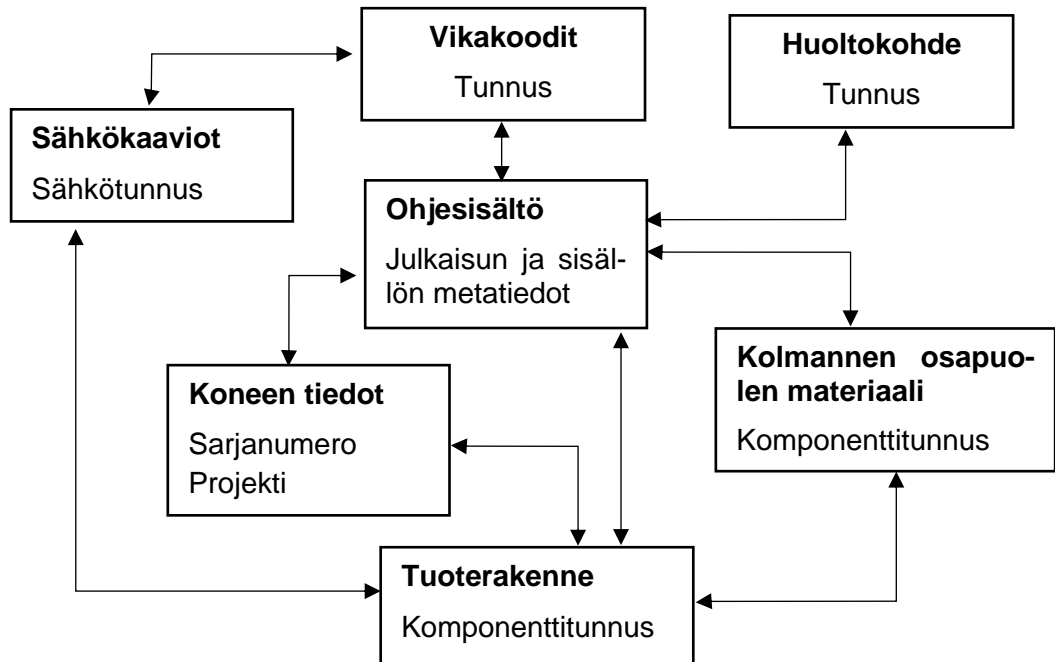 Vikakoodit
Tunnus
Huoltokohde
Tunnus
Sähkökaaviot
Sähkötunnus
Ohjesisältö
Julkaisun ja sisäl-
lön metatiedot
Kolmannen osapuo-
len materiaali
Komponenttitunnus
Koneen tiedot
Sarjanumero
Projekti
Tuoterakenne
Komponenttitunnus